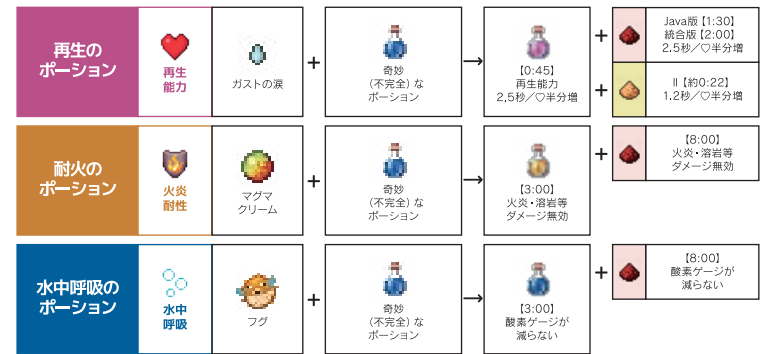 再生の
ポーション
再生
能力
ガストの涙
+
奇妙
(不完全)な
ポーション
→
【0:45】
再生能力
2.5秒/♡半分増
+
Java版【1:30】
統合版【2:00】
2.5秒/♡半分増
+
Ⅱ【約0:22】
1.2秒/♡半分増
耐火の
ポーション
火炎
耐性
マグマ
クリーム
+
奇妙
(不完全)な
ポーション
→
【3:00】
火炎・溶岩等
ダメージ無効
+
【8:00】
火炎・溶岩等
ダメージ無効
水中呼吸の
ポーション
水中
呼吸
フグ
+
奇妙
(不完全)な
ポーション
→
【3:00】
酸素ゲージが
減らない
+
【8:00】
酸素ゲージが
減らない